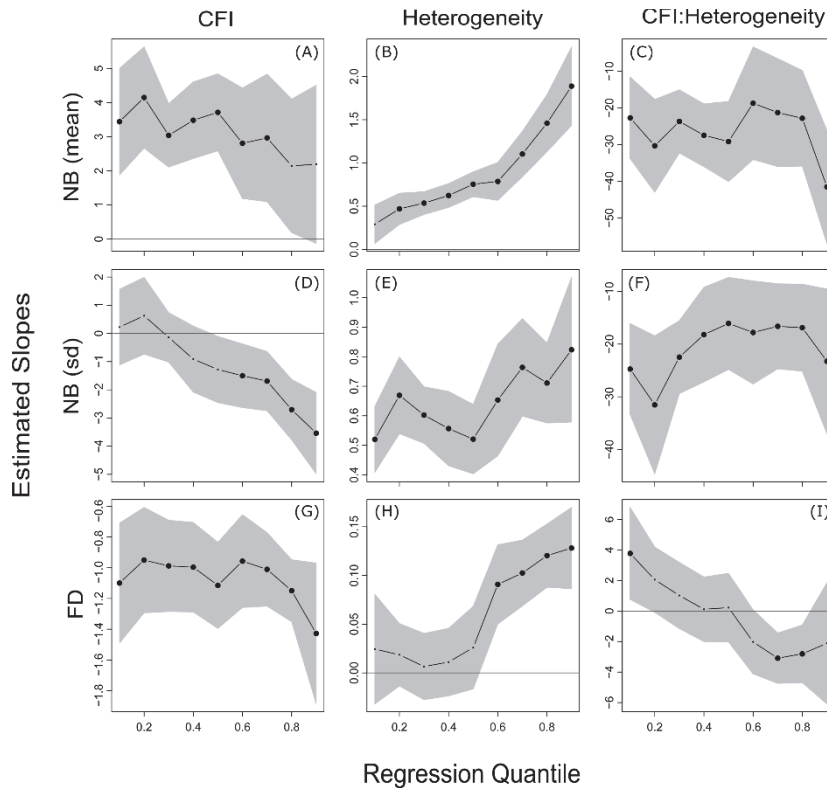 CFI
Heterogeneity
CFI:Heterogeneity
Estimated Slopes
NB (mean)
(A)
5
4
3
2
1
0
(B)
2.0
1.5
1.0
0.5
0.0
(C)
-10
-20
-30
-40
-50
NB (sd)
(D)
2
1
0
-1
-2
-3
-4
-5
(E)
1.0
0.9
0.8
0.7
0.6
0.5
0.4
(F)
-10
-20
-30
-40
FD
(G)
-0.6
-0.8
-1.0
-1.2
-1.4
-1.6
-1.8
(H)
0.15
0.10
0.05
0.00
(I)
6
4
2
0
-2
-4
-6
0.2 0.4 0.6 0.8
0.2 0.4 0.6 0.8
0.2 0.4 0.6 0.8
Regression Quantile